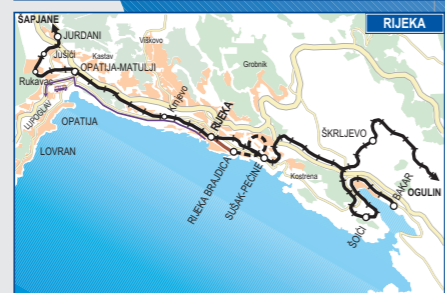 RIJEKA
ŠAPJANE
JURDANI
Jušići
Kastav
Viškovo
Grobnik
Rukavac
OPATIJA-MATULJI
LUPOGLAV
OPATIJA
LOVRAN
Krnjevo
RIJEKA
RIJEKA BRAJDICA
SUŠAK-PEĆINE
ŠKRLJEVO
Kostrena
OGULIN
BAKAR
ŠOIĆI